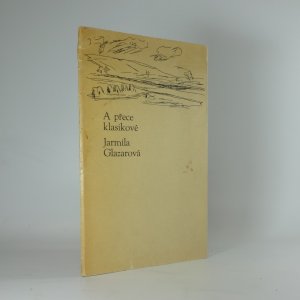 A přece
klasikově
Jarmila
Glazarová